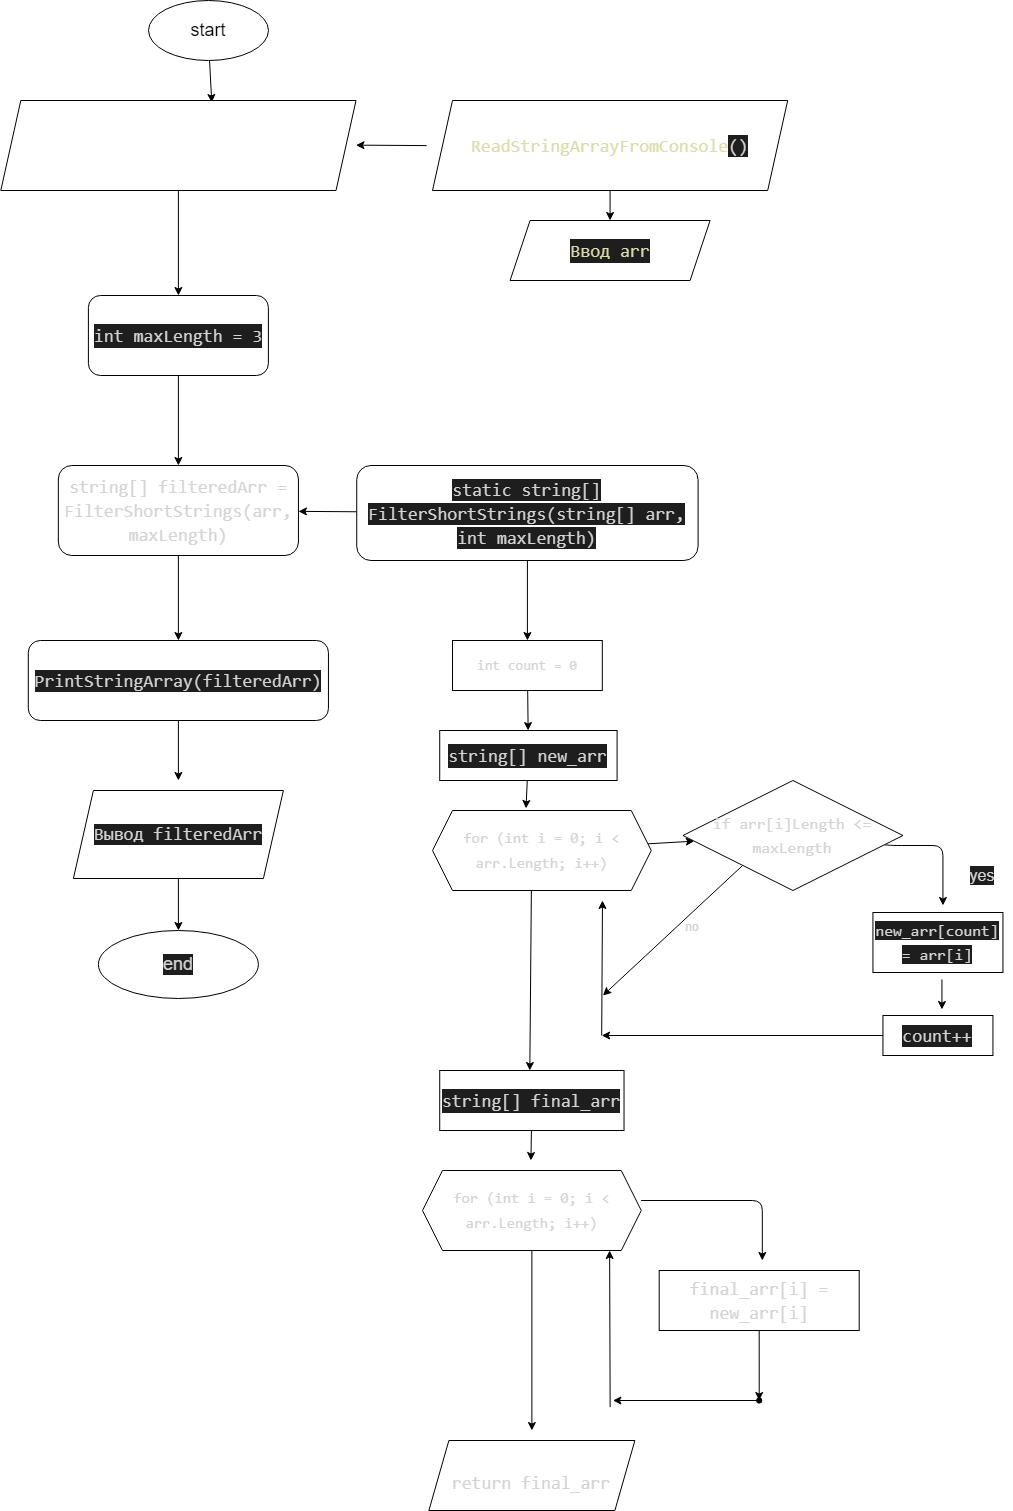 start
ReadStringArrayFromConsole()
Ввод arr
int maxLength = 3
string[] filteredArr =
FilterShortStrings(arr,
maxLength)
static string[]
FilterShortStrings(string[] arr,
int maxLength)
PrintStringArray(filteredArr)
Вывод filteredArr
end
int count = 0
string[] new_arr
for (int i = 0; i <
arr.Length; i++)
if arr[i]Length <=
maxLength
yes
no
new_arr[count]
= arr[i]
count++
string[] final_arr
for (int i = 0; i <
arr.Length; i++)
final_arr[i] =
new_arr[i]
return final_arr